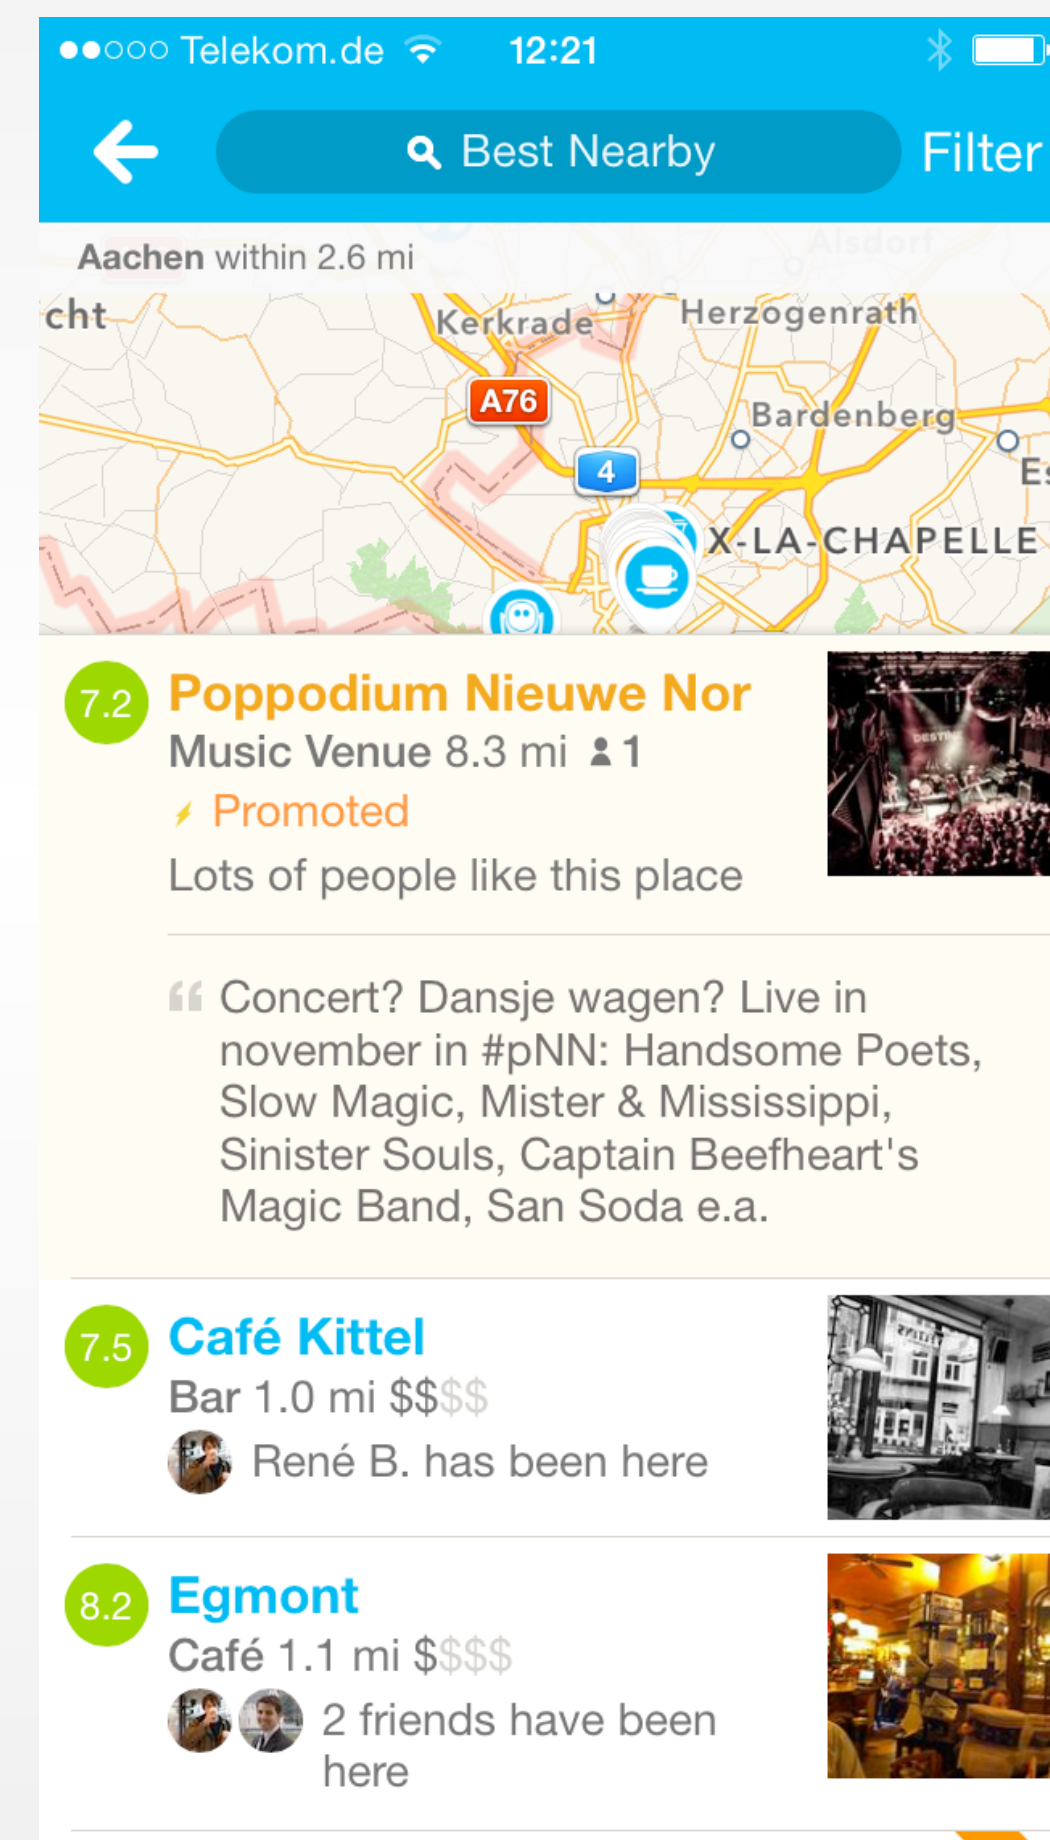 Telekom.de 12:21
Best Nearby Filter
Alsdorf
Aachen within 2.6 mi
cht
Kerkrade
Herzogenrath
A76
Bardenberg
4
Es
X-LA-CHAPELLE
7.2 Poppodium Nieuwe Nor
Music Venue 8.3 mi 1
Promoted
Lots of people like this place
“ Concert? Dansje wagen? Live in
november in #pNN: Handsome Poets,
Slow Magic, Mister & Mississippi,
Sinister Souls, Captain Beefheart's
Magic Band, San Soda e.a.
7.5 Café Kittel
Bar 1.0 mi $$$$
René B. has been here
8.2 Egmont
Café 1.1 mi $$$$
2 friends have been
here